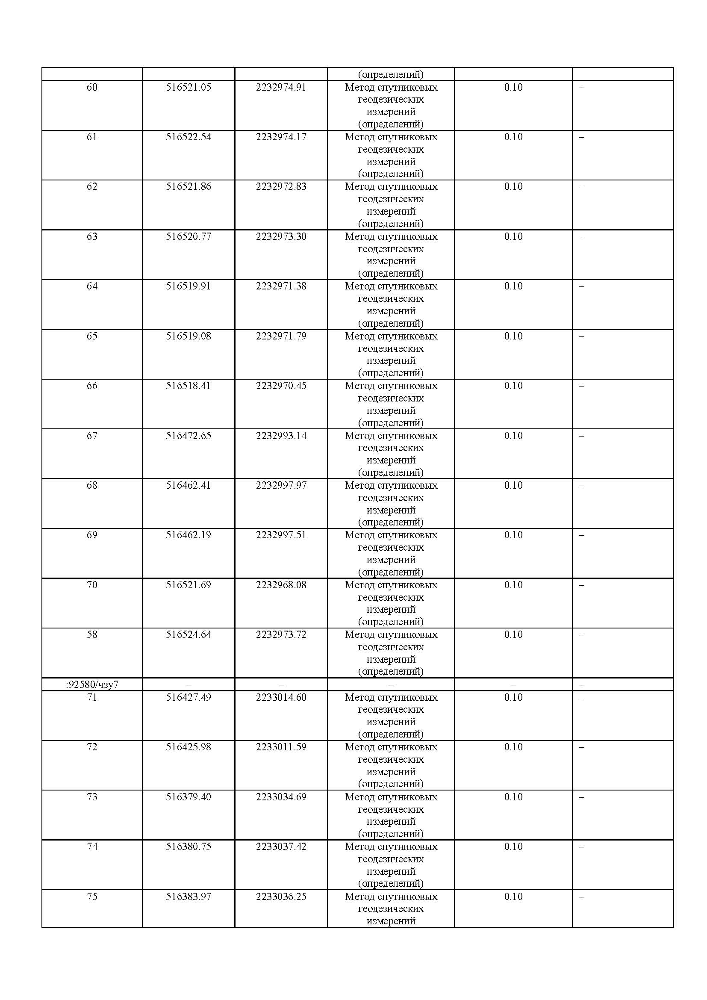 (определений)
60 516521.05 2232974.91 Метод спутниковых 0.10 –
геодезических
измерений
(определений)
61 516522.54 2232974.17 Метод спутниковых 0.10 –
геодезических
измерений
(определений)
62 516521.86 2232972.83 Метод спутниковых 0.10 –
геодезических
измерений
(определений)
63 516520.77 2232973.30 Метод спутниковых 0.10 –
геодезических
измерений
(определений)
64 516519.91 2232971.38 Метод спутниковых 0.10 –
геодезических
измерений
(определений)
65 516519.08 2232971.79 Метод спутниковых 0.10 –
геодезических
измерений
(определений)
66 516518.41 2232970.45 Метод спутниковых 0.10 –
геодезических
измерений
(определений)
67 516472.65 2232993.14 Метод спутниковых 0.10 –
геодезических
измерений
(определений)
68 516462.41 2232997.97 Метод спутниковых 0.10 –
геодезических
измерений
(определений)
69 516462.19 2232997.51 Метод спутниковых 0.10 –
геодезических
измерений
(определений)
70 516521.69 2232968.08 Метод спутниковых 0.10 –
геодезических
измерений
(определений)
58 516524.64 2232973.72 Метод спутниковых 0.10 –
геодезических
измерений
(определений)
:92580/чзу7 – – – – –
71 516427.49 2233014.60 Метод спутниковых 0.10 –
геодезических
измерений
(определений)
72 516425.98 2233011.59 Метод спутниковых 0.10 –
геодезических
измерений
(определений)
73 516379.40 2233034.69 Метод спутниковых 0.10 –
геодезических
измерений
(определений)
74 516380.75 2233037.42 Метод спутниковых 0.10 –
геодезических
измерений
(определений)
75 516383.97 2233036.25 Метод спутниковых 0.10 –
геодезических
измерений